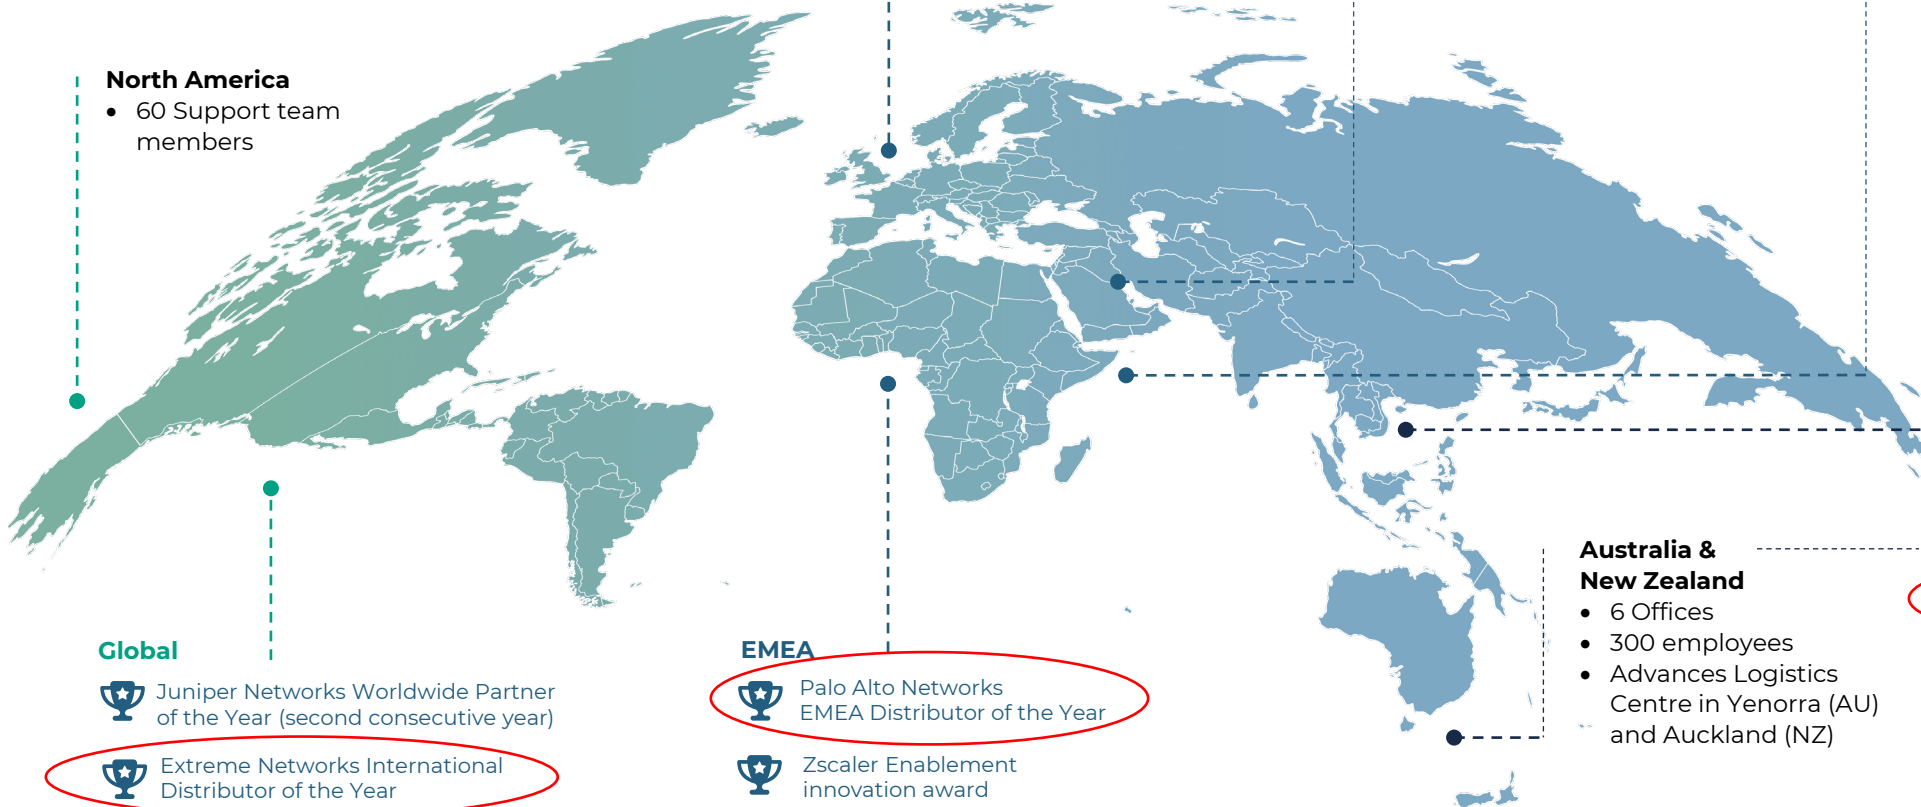 North America
• 60 Support team
members
Australia &
New Zealand
• 6 Offices
• 300 employees
• Advances Logistics
Centre in Yenorra (AU)
and Auckland (NZ)
Global
Juniper Networks Worldwide Partner
of the Year (second consecutive year)
Extreme Networks International
Distributor of the Year
EMEA
Palo Alto Networks
EMEA Distributor of the Year
Zscaler Enablement
innovation award